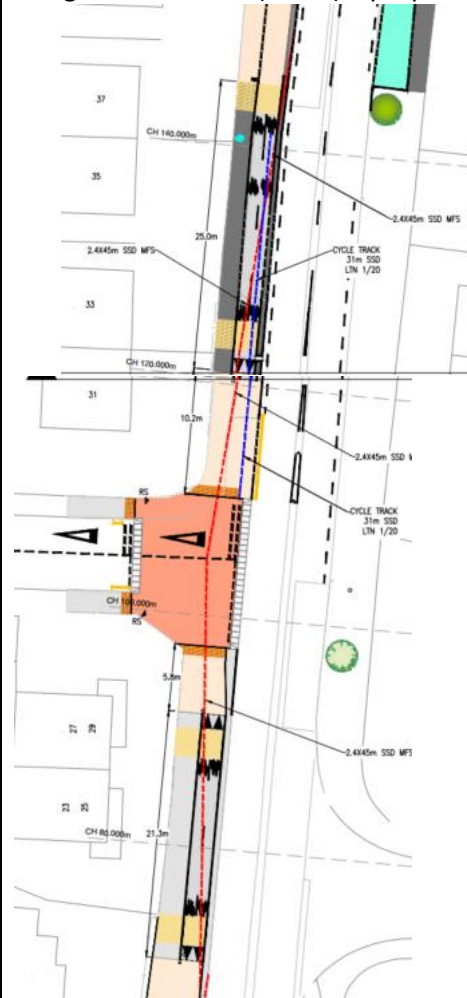 37
CH 140.000m
35
2.4X45m SSD MFS
25.0m
2.4X45m SSD MFS
CYCLE TRACK
31m SSD
LTN 1/20
33
CH 120.000m
31
10.2m
2.4X45m SSD
RS
CYCLE TRACK
31m SSD
LTN 1/20
CH 100.000m
RS
27
29
2.4X45m SSD MFS
23
25
CH 80.000m
21.3m